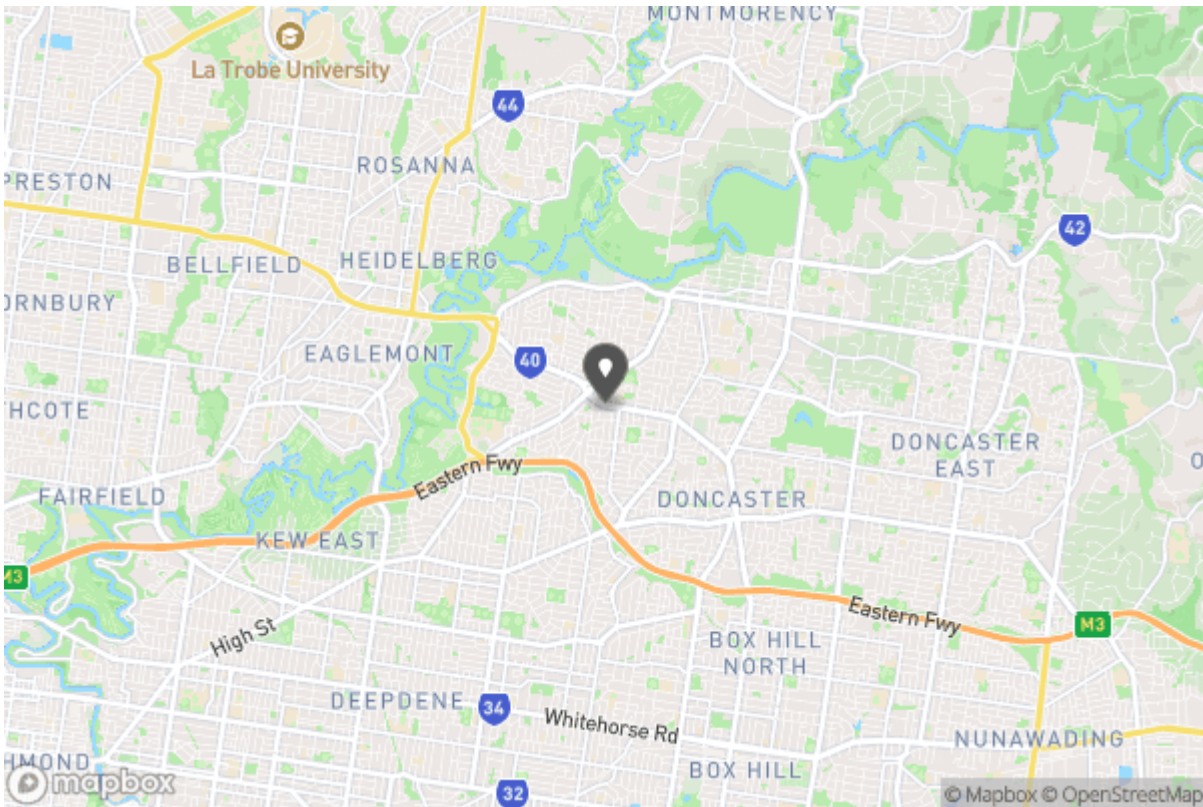 MONTMORENCY
La Trobe University
44
ROSANNA
PRESTON
42
BELLFIELD
HEIDELBERG
ORNBURY
EAGLEMONT
40
THCOTE
DONCASTER
EAST
O
Eastern Fwy
FAIRFIELD
DONCASTER
KEW EAST
M3
Eastern Fwy
M3
High St
BOX HILL
NORTH
DEEPDENE
34
Whitehorse Rd
NUNAWADING
HMOND
BOX HILL
mapbox
32
© Mapbox © OpenStreetMap